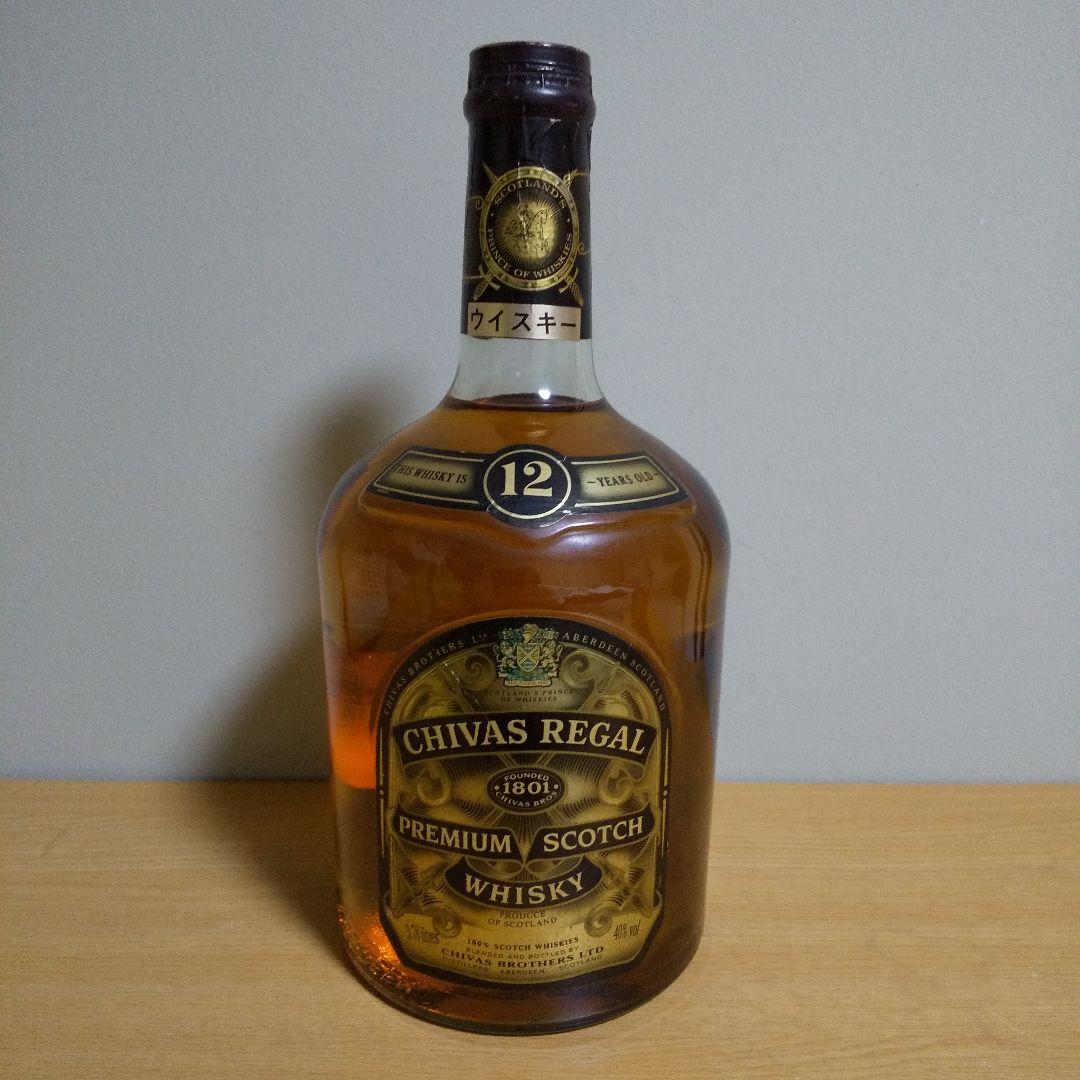 SCOTLAND'S
PRINCE OF WHISKIES
ウイスキー
THIS WHISKY IS 12 ~YEARS OLD~
CHIVAS BROTHERS LTD ABERDEEN SCOTLAND
SCOTLAND'S PRINCE
OF WHISKIES
CHIVAS REGAL
FOUNDED
1801
CHIVAS BROS
PREMIUM SCOTCH
WHISKY
PRODUCE
OF SCOTLAND
40% vol
100% SCOTCH WHISKIES
BLENDED AND BOTTLED BY
CHIVAS BROTHERS LTD
DISTILLERS, ABERDEEN, SCOTLAND